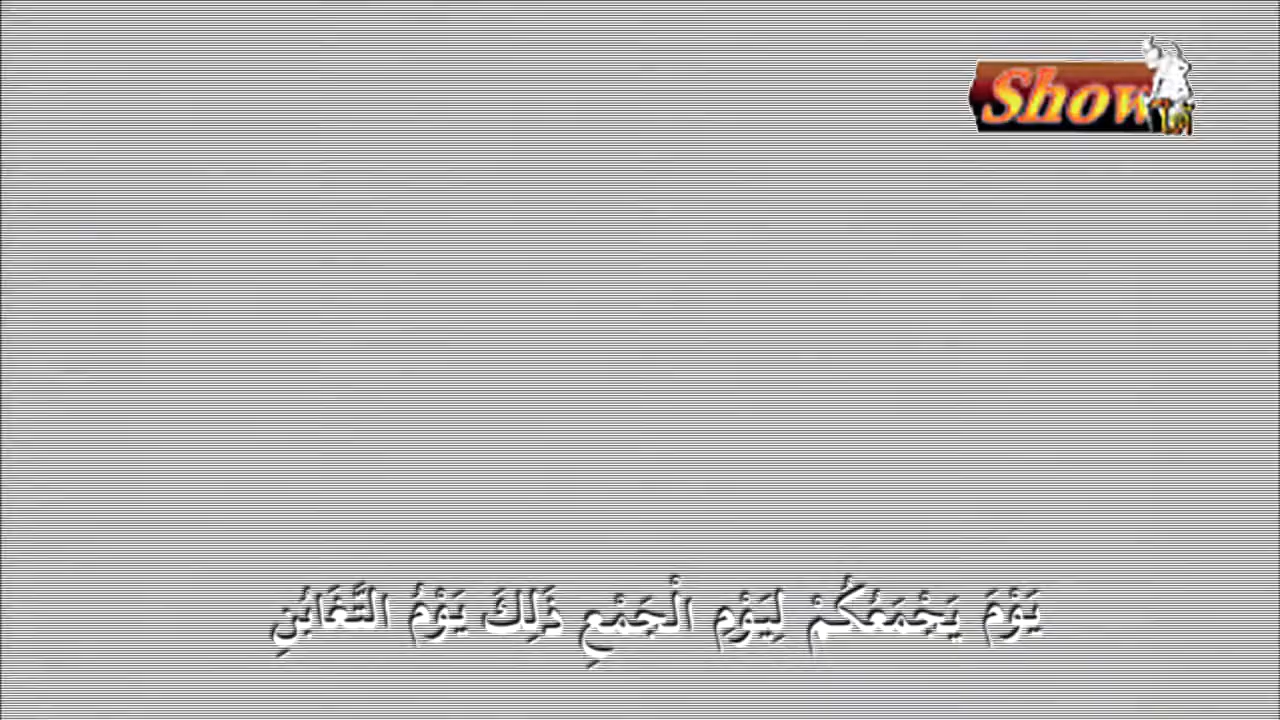 Show
يَوْمَ يَجْمَعُكُمْ لِيَوْمِ الْجَمْعِ ذَلِكَ يَوْمُ التَّغَابُنِ